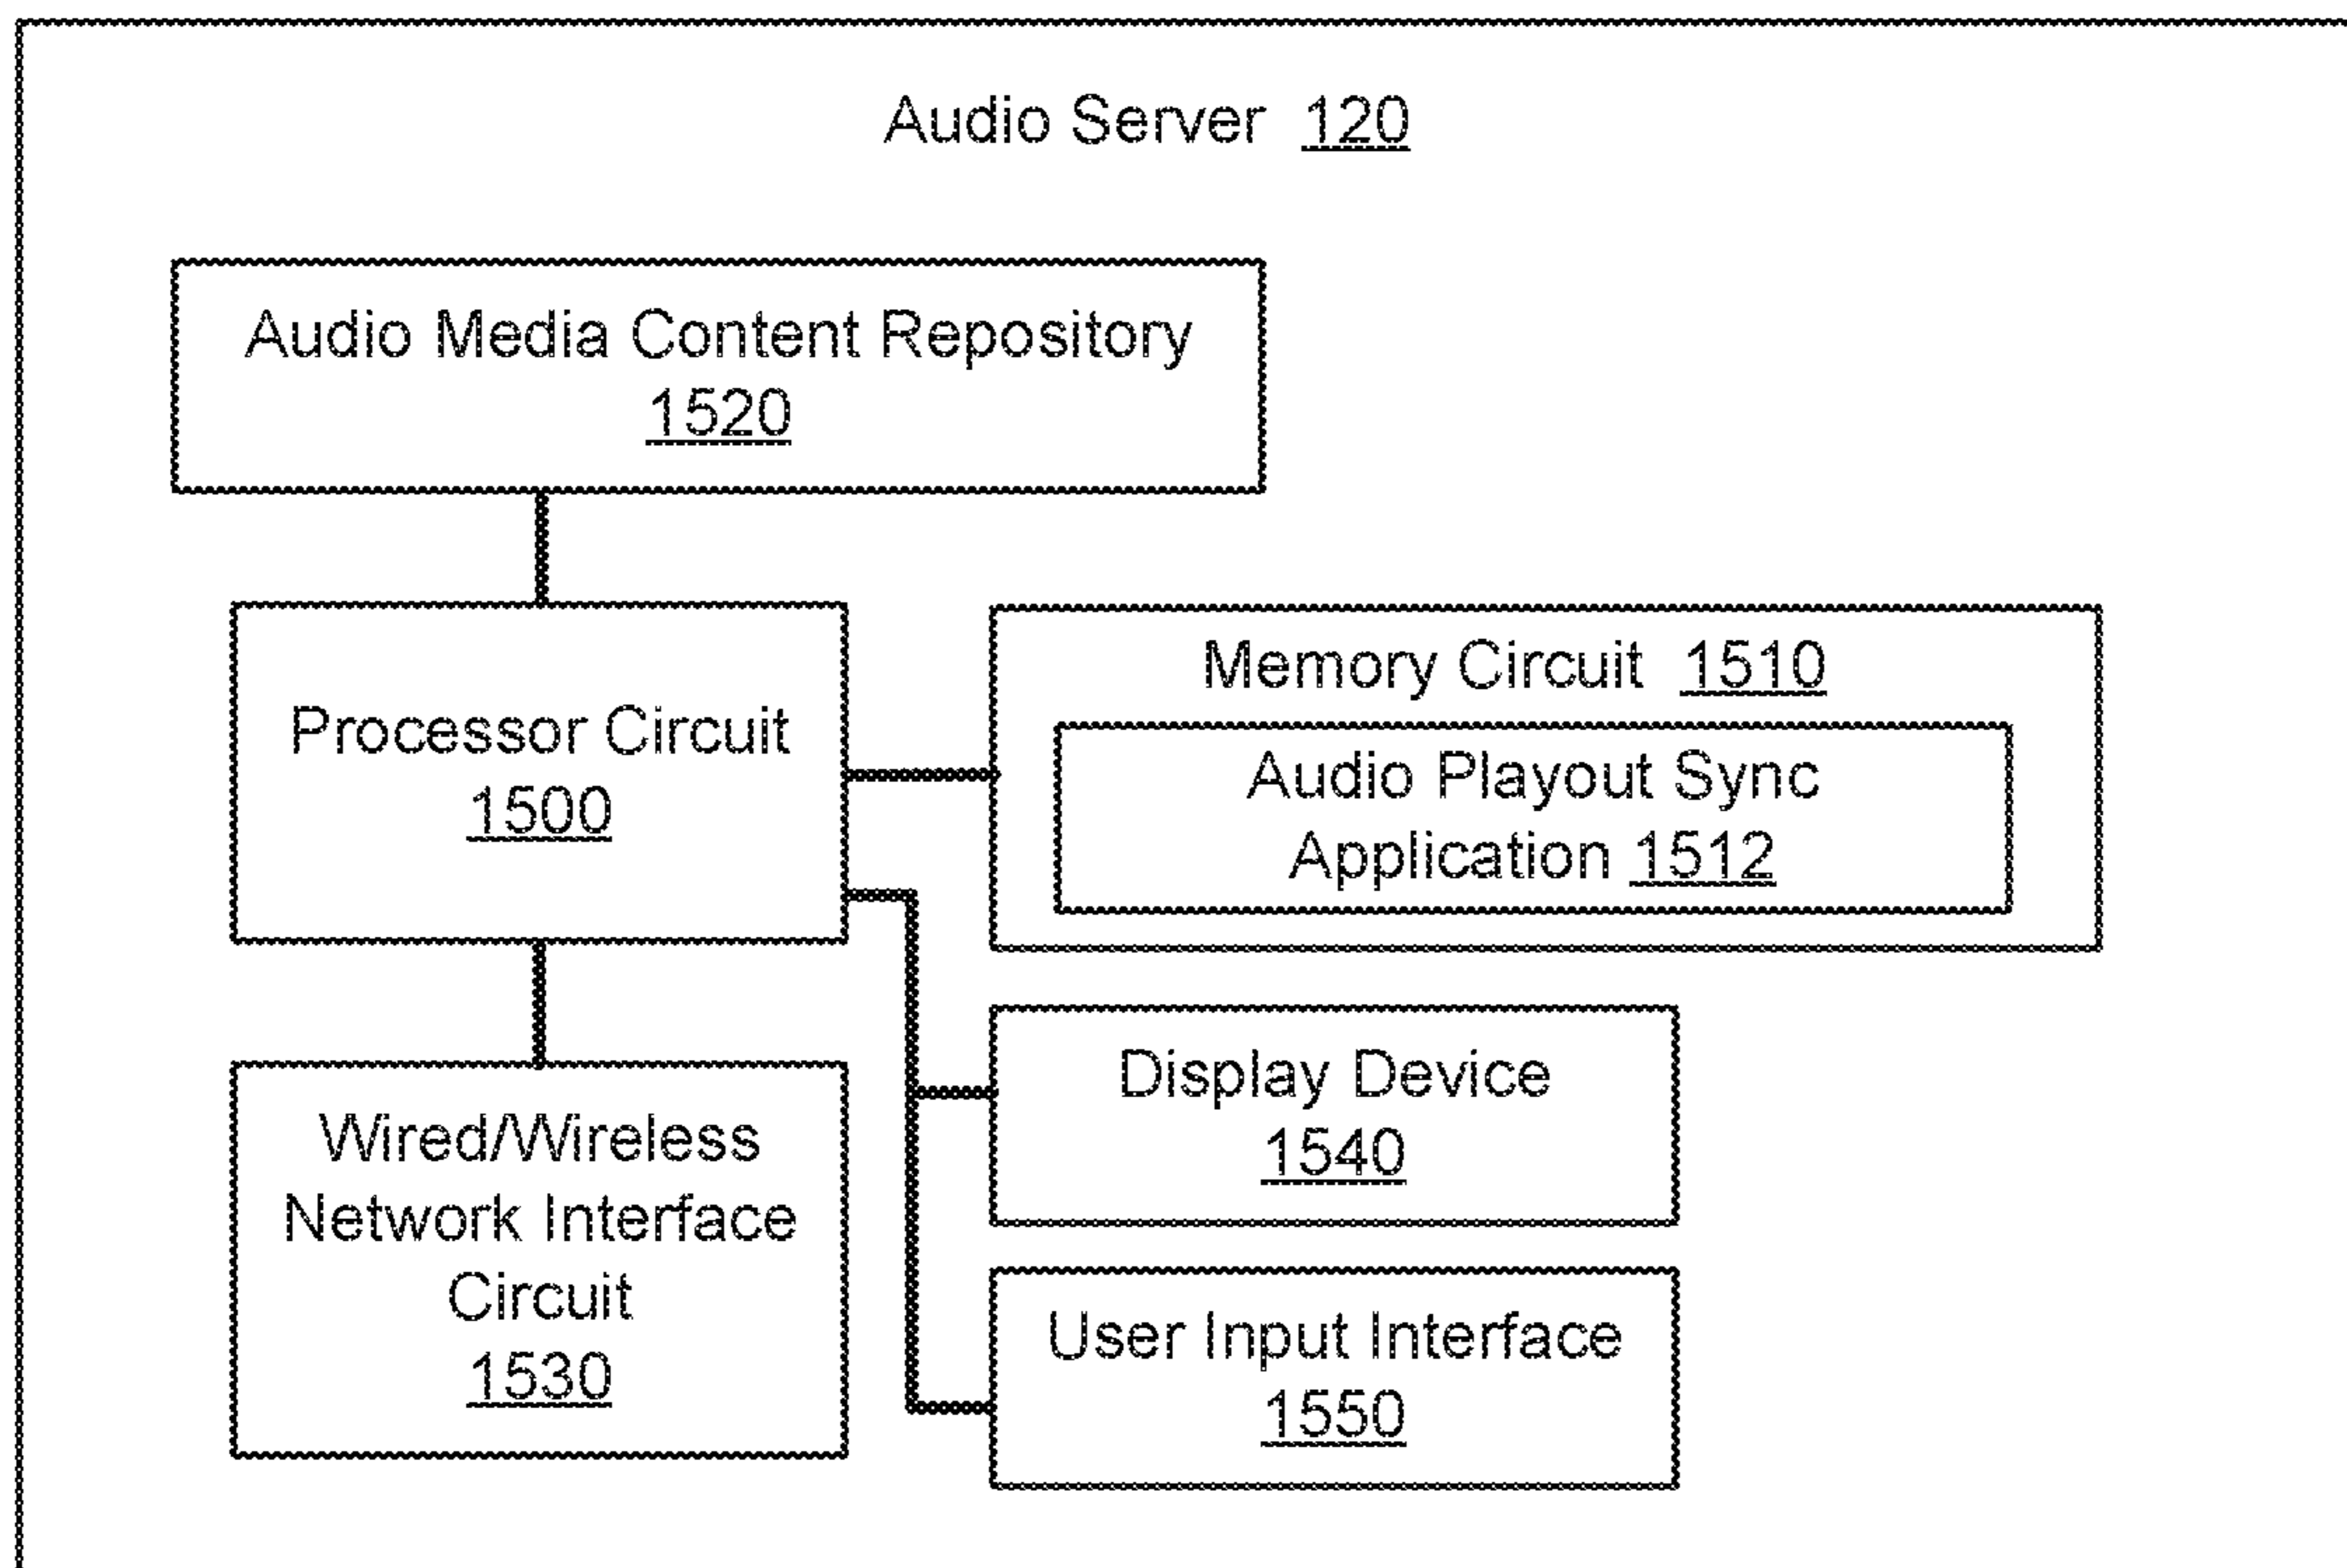 Audio Server 120
Audio Media Content Repository
1520
Processor Circuit
1500
Memory Circuit 1510
Audio Playout Sync
Application 1512
Wired/Wireless
Network Interface
Circuit
1530
Display Device
1540
User Input Interface
1550